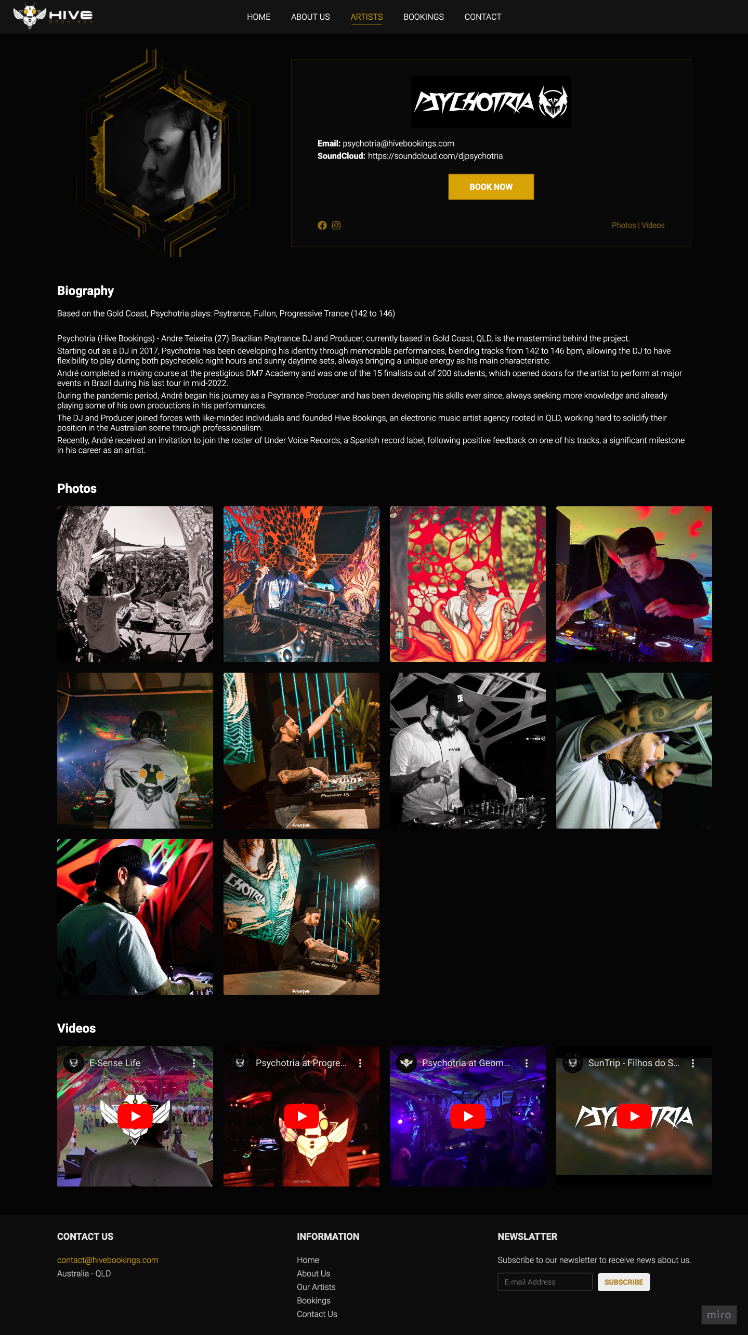 HIVE
HOME
ABOUT US
ARTISTS
BOOKINGS
CONTACT
PSYCHOTRIA
Email: psychotria@hivebookings.com
SoundCloud: https://soundcloud.com/djpsychotria
BOOK NOW
Photos | Videos
Biography
Based on the Gold Coast, Psychotria plays: Psytrance, Fullon, Progressive Trance (142 to 146)
Psychotria (Hive Bookings) - Andre Teixeira (27) Brazilian Psytrance DJ and Producer, currently based in Gold Coast, QLD, is the mastermind behind the project.
Starting out as a DJ in 2017, Psychotria has been developing his identity through memorable performances, blending tracks from 142 to 146 bpm, allowing the DJ to have
flexibility to play during both psychedelic night hours and sunny daytime sets, always bringing a unique energy as his main characteristic.
André completed a mixing course at the prestigious DM7 Academy and was one of the 15 finalists out of 200 students, which opened doors for the artist to perform at major
events in Brazil during his last tour in mid-2022.
During the pandemic period, André began his journey as a Psytrance Producer and has been developing his skills ever since, always seeking more knowledge and already
playing some of his own productions in his performances.
The DJ and Producer joined forces with like-minded individuals and founded Hive Bookings, an electronic music artist agency rooted in QLD, working hard to solidify their
position in the Australian scene through professionalism.
Recently, André received an invitation to join the roster of Under Voice Records, a Spanish record label, following positive feedback on one of his tracks, a significant milestone
in his career as an artist.
Photos
Pioneer DJ
HIVE
HIVE
CHOTRIA
Pioneer DJ
Videos
E-Sense Life
Psychotria at Progre...
Psychotria at Geom...
SunTrip - Filhos do S...
PSYCHOTRIA
CONTACT US
contact@hivebookings.com
Australia - QLD
INFORMATION
Home
About Us
Our Artists
Bookings
Contact Us
NEWSLATTER
Subscribe to our newsletter to receive news about us.
E-mail Address
SUBSCRIBE
miro